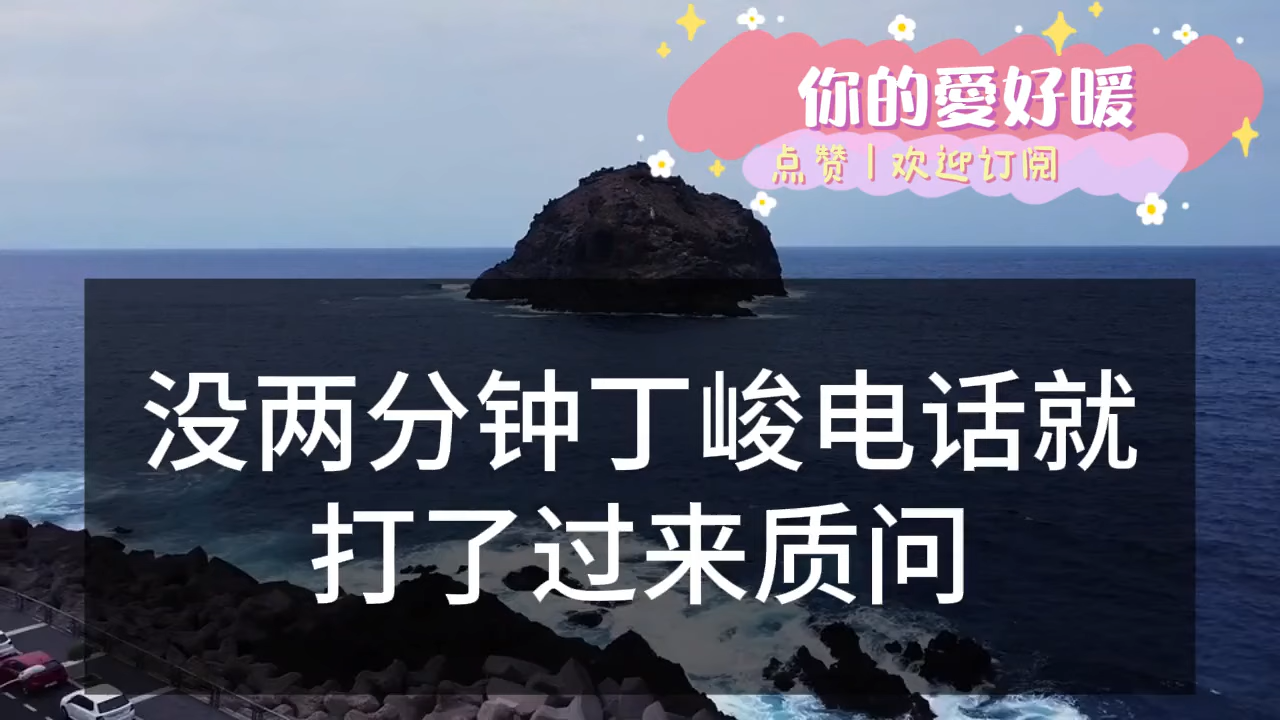 你的愛好暖
点赞 | 欢迎订阅
没两分钟丁峻电话就
打了过来质问